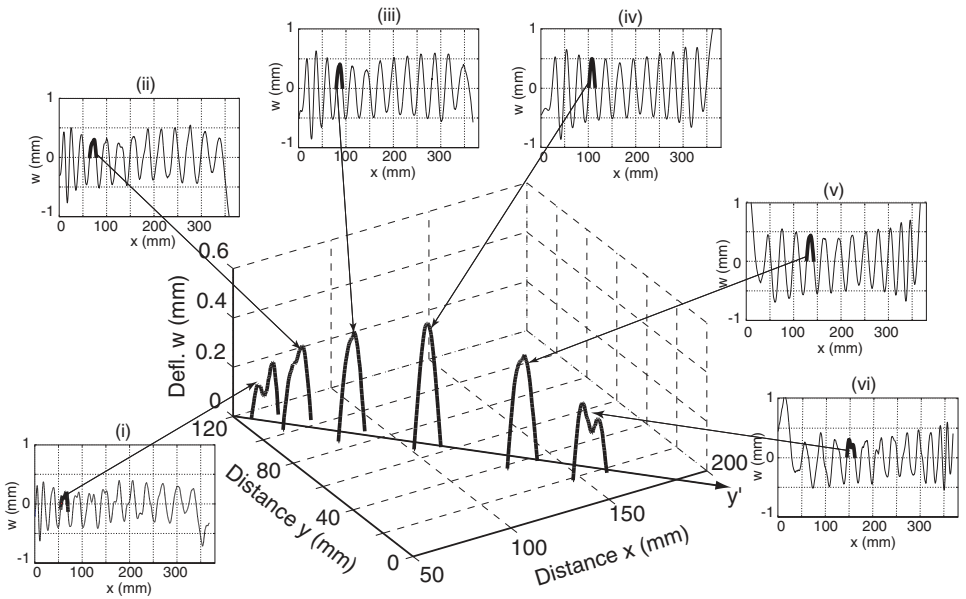 (iii)
1
0
-1
w (mm)
0 100 200 300
x (mm)
(iv)
1
0
-1
w (mm)
0 100 200 300
x (mm)
(ii)
1
0
-1
w (mm)
0 100 200 300
x (mm)
(v)
1
0
-1
w (mm)
0 100 200 300
x (mm)
0.6
0.4
0.2
0
Defl. w (mm)
120
80
40
0
Distance y (mm)
50
100
150
200
Distance x (mm)
y'
(i)
1
0
-1
w (mm)
0 100 200 300
x (mm)
(vi)
1
0
-1
w (mm)
0 100 200 300
x (mm)